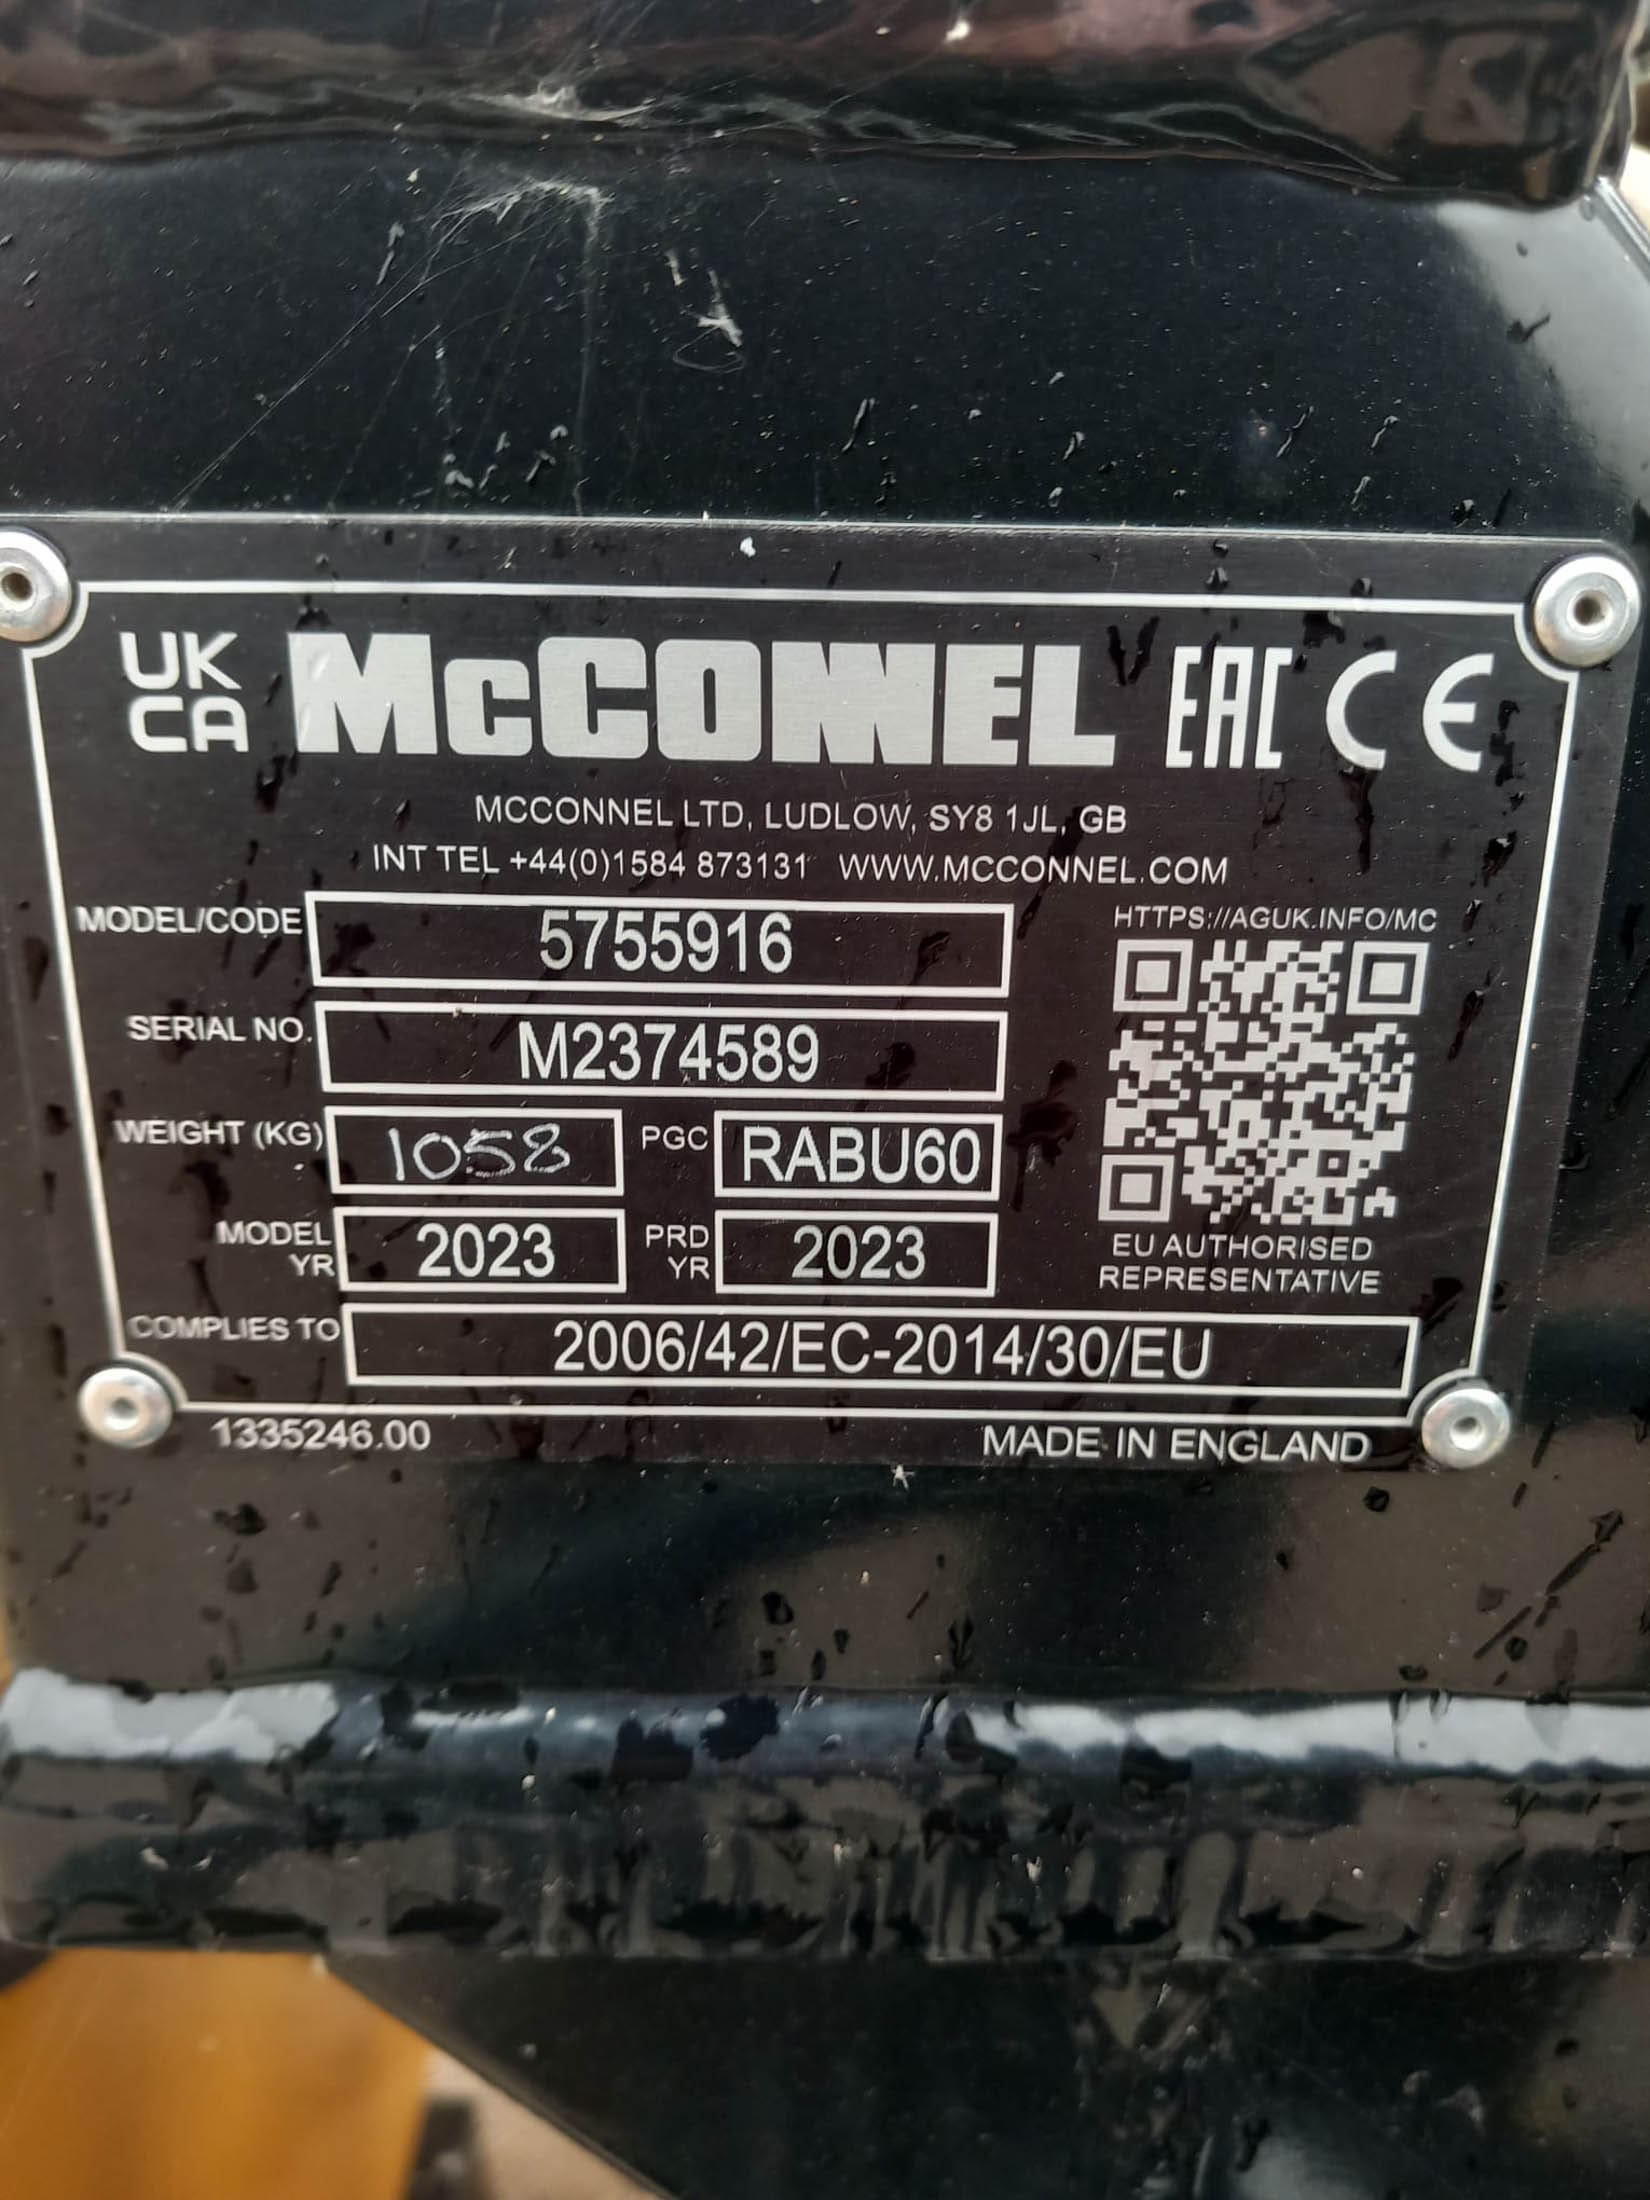 UK
CA
McCONNEL
EAC CE
MCCONNEL LTD, LUDLOW, SY8 1JL, GB
INT TEL +44(0)1584 873131 WWW.MCCONNEL.COM
MODEL/CODE 5755916
HTTPS://AGUK.INFO/MC
SERIAL NO. M2374589
WEIGHT (KG) 1058 PGC RABU60
MODEL YR 2023 PRD YR 2023
EU AUTHORISED
REPRESENTATIVE
COMPLIES TO 2006/42/EC-2014/30/EU
1335246.00 MADE IN ENGLAND